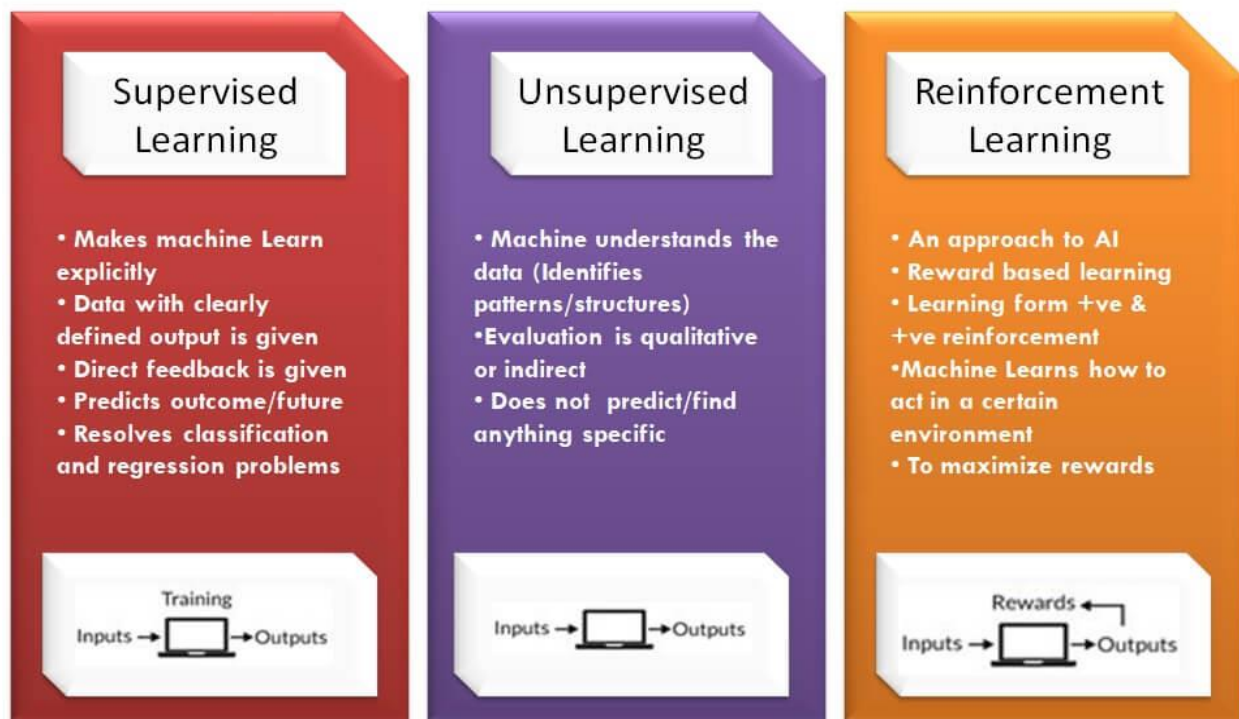 Supervised
Learning
• Makes machine Learn
explicitly
• Data with clearly
defined output is given
• Direct feedback is given
• Predicts outcome/future
• Resolves classification
and regression problems
Training
Inputs → → Outputs
Unsupervised
Learning
• Machine understands the
data (Identifies
patterns/structures)
•Evaluation is qualitative
or indirect
• Does not predict/find
anything specific
Inputs → → Outputs
Reinforcement
Learning
• An approach to AI
• Reward based learning
• Learning form +ve &
+ve reinforcement
•Machine Learns how to
act in a certain
environment
• To maximize rewards
Rewards
Inputs → → Outputs